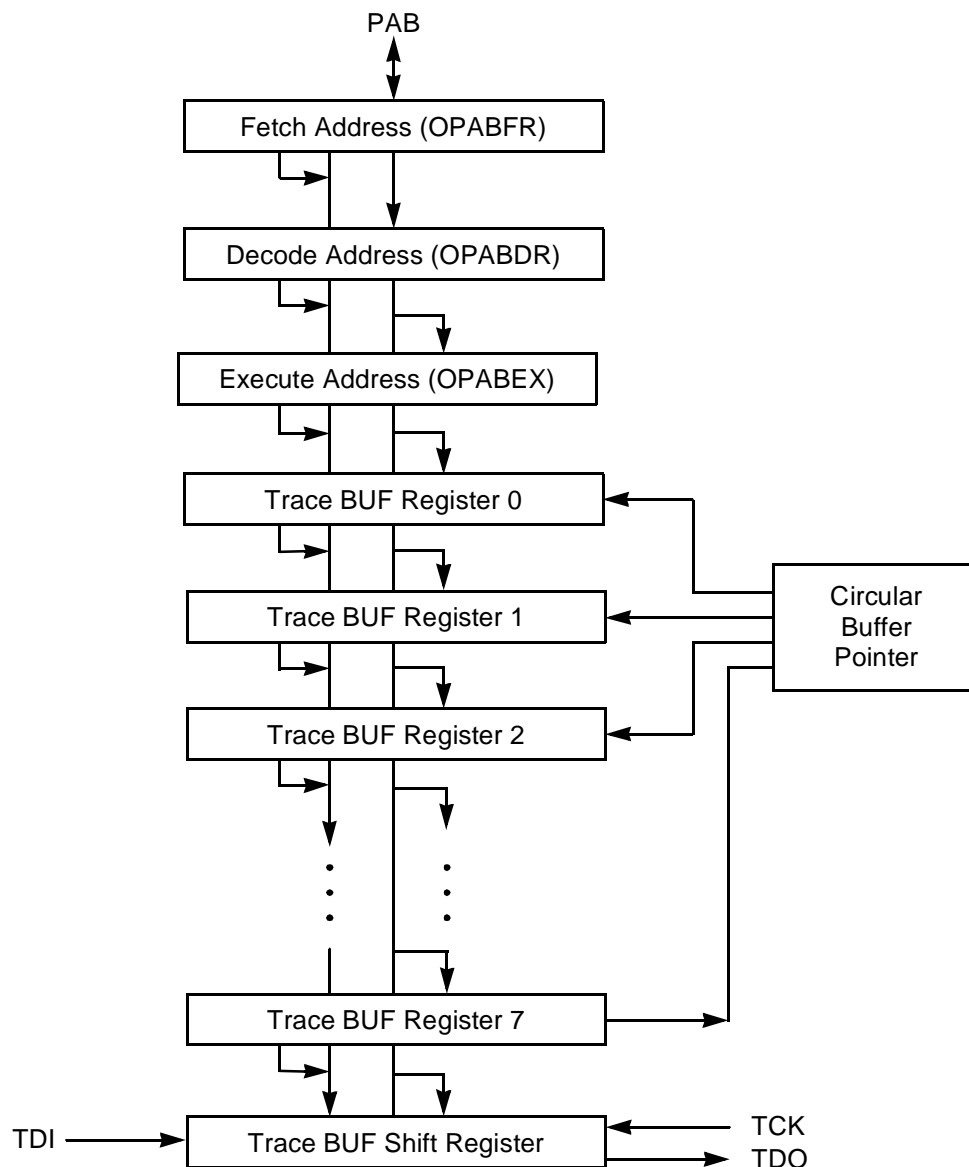 PAB
Fetch Address (OPABFR)
Decode Address (OPABDR)
Execute Address (OPABEX)
Trace BUF Register 0
Trace BUF Register 1
Circular
Buffer
Pointer
Trace BUF Register 2
Trace BUF Register 7
TDI
Trace BUF Shift Register
TCK
TDO